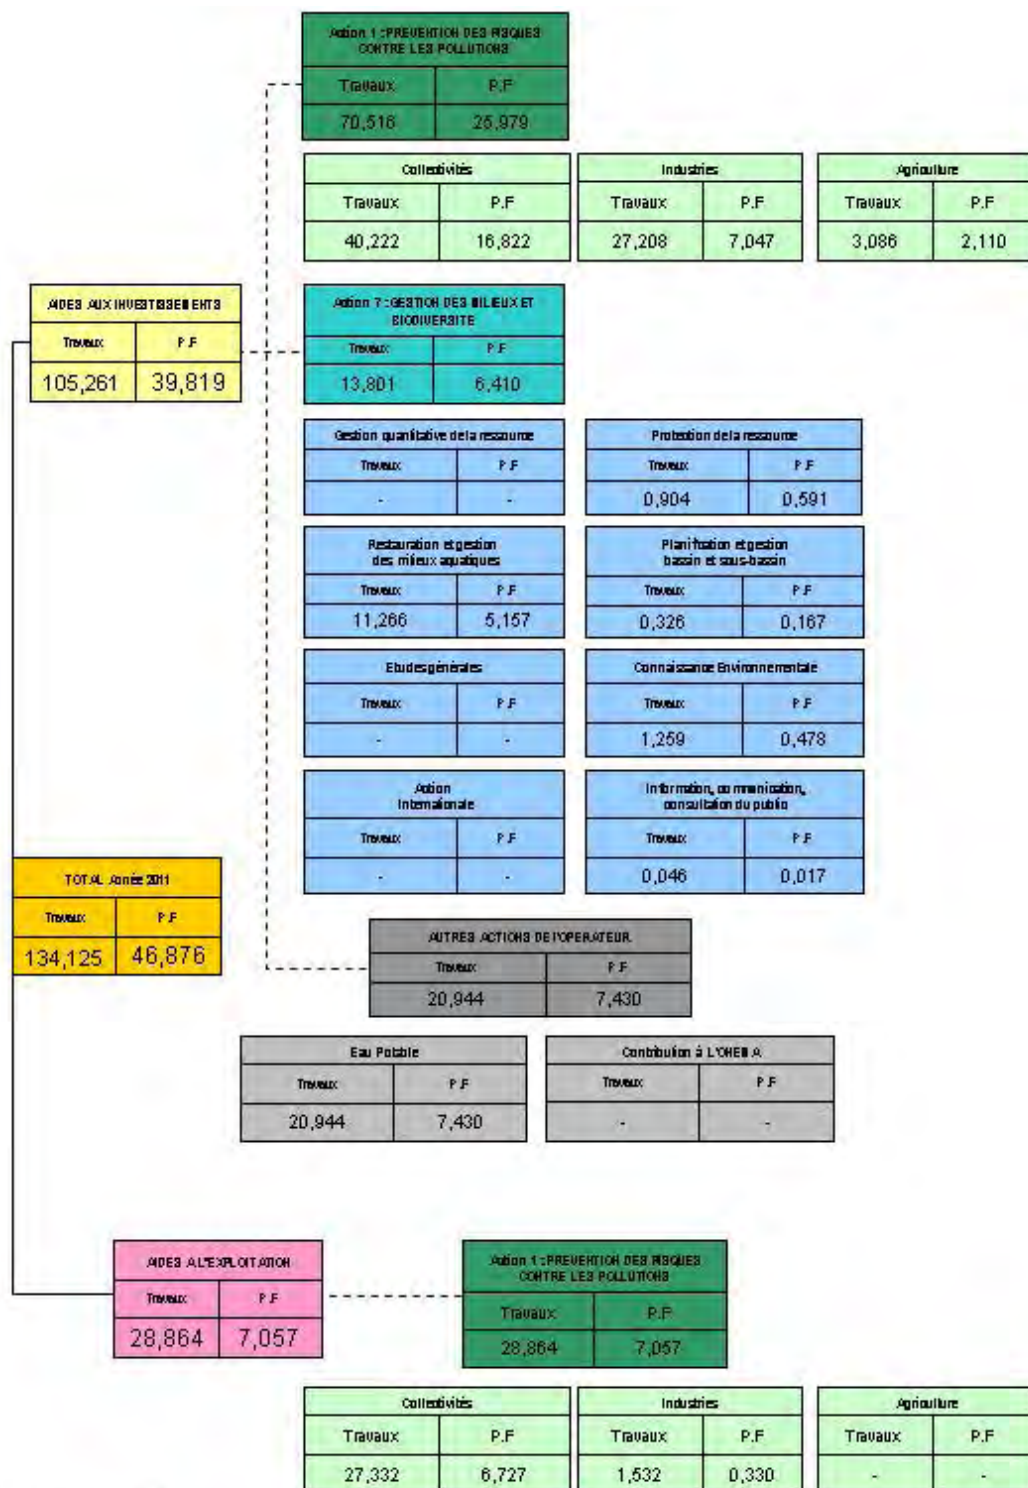 Action 1 : PREVENTION DES RISQUES
CONTRE LES POLLUTIONS
Travaux P.F
70,516 25,979
Collectivités Industries Agriculture
Travaux P.F Travaux P.F Travaux P.F
40,222 16,822 27,208 7,047 3,086 2,110
AIDES AUX INVESTISSEMENTS
Travaux P.F
105,261 39,819
Action 7 : GESTION DES MILIEUX ET
BIODIVERSITE
Travaux P.F
13,801 6,410
Gestion quantitative de la ressource Protection de la ressource
Travaux P.F Travaux P.F
- - 0,904 0,591
Restauration et gestion
des milieux aquatiques
Planification et gestion
bassin et sous-bassin
Travaux P.F Travaux P.F
11,266 5,157 0,326 0,167
Etudes générales Connaissance Environnementale
Travaux P.F Travaux P.F
- - 1,259 0,478
Action
Internationale
Information, communication,
consultation du public
Travaux P.F Travaux P.F
- - 0,046 0,017
TOTAL Année 2011
Travaux P.F
134,125 46,876
AUTRES ACTIONS DE l'OPERATEUR
Travaux P.F
20,944 7,430
Eau Potable Contribution à L'ONEMA
Travaux P.F Travaux P.F
20,944 7,430 - -
AIDES A L'EXPLOITATION
Travaux P.F
28,864 7,057
Action 1 : PREVENTION DES RISQUES
CONTRE LES POLLUTIONS
Travaux P.F
28,864 7,057
Collectivités Industries Agriculture
Travaux P.F Travaux P.F Travaux P.F
27,332 6,727 1,532 0,330 - -